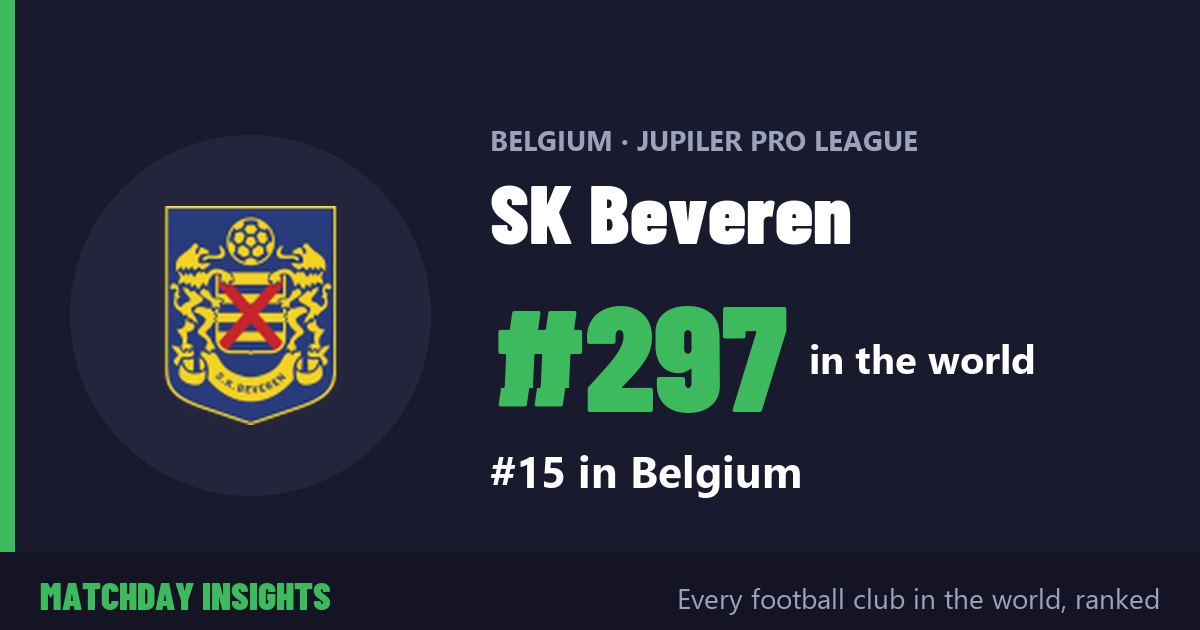 BELGIUM · JUPILER PRO LEAGUE
SK Beveren
#297 in the world
S.K. BEVEREN
#15 in Belgium
MATCHDAY INSIGHTS
Every football club in the world, ranked